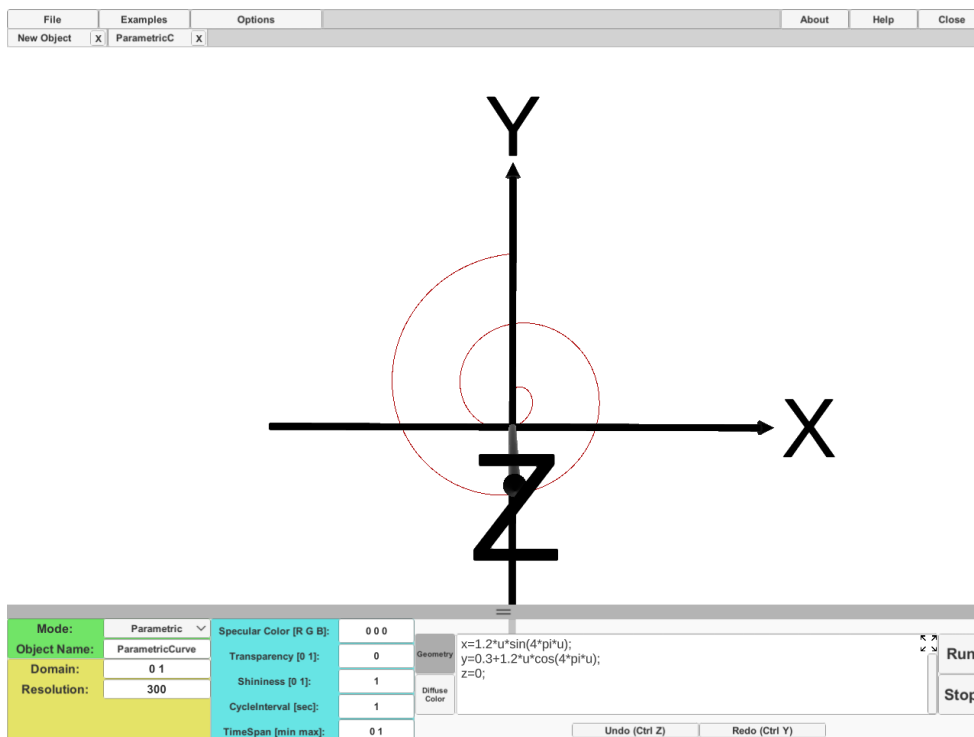 File Examples Options About Help Close
New Object X ParametricC X
Y
X
Z
Mode: Parametric
Object Name: ParametricCurve
Domain: 0 1
Resolution: 300
Specular Color [R G B]: 0 0 0
Transparency [0 1]: 0
Shininess [0 1]: 1
CycleInterval [sec]: 1
TimeSpan [min max]: 0 1
Geometry
Diffuse
Color
x=1.2*u*sin(4*pi*u);
y=0.3+1.2*u*cos(4*pi*u);
z=0;
Run
Stop
Undo (Ctrl Z) Redo (Ctrl Y)